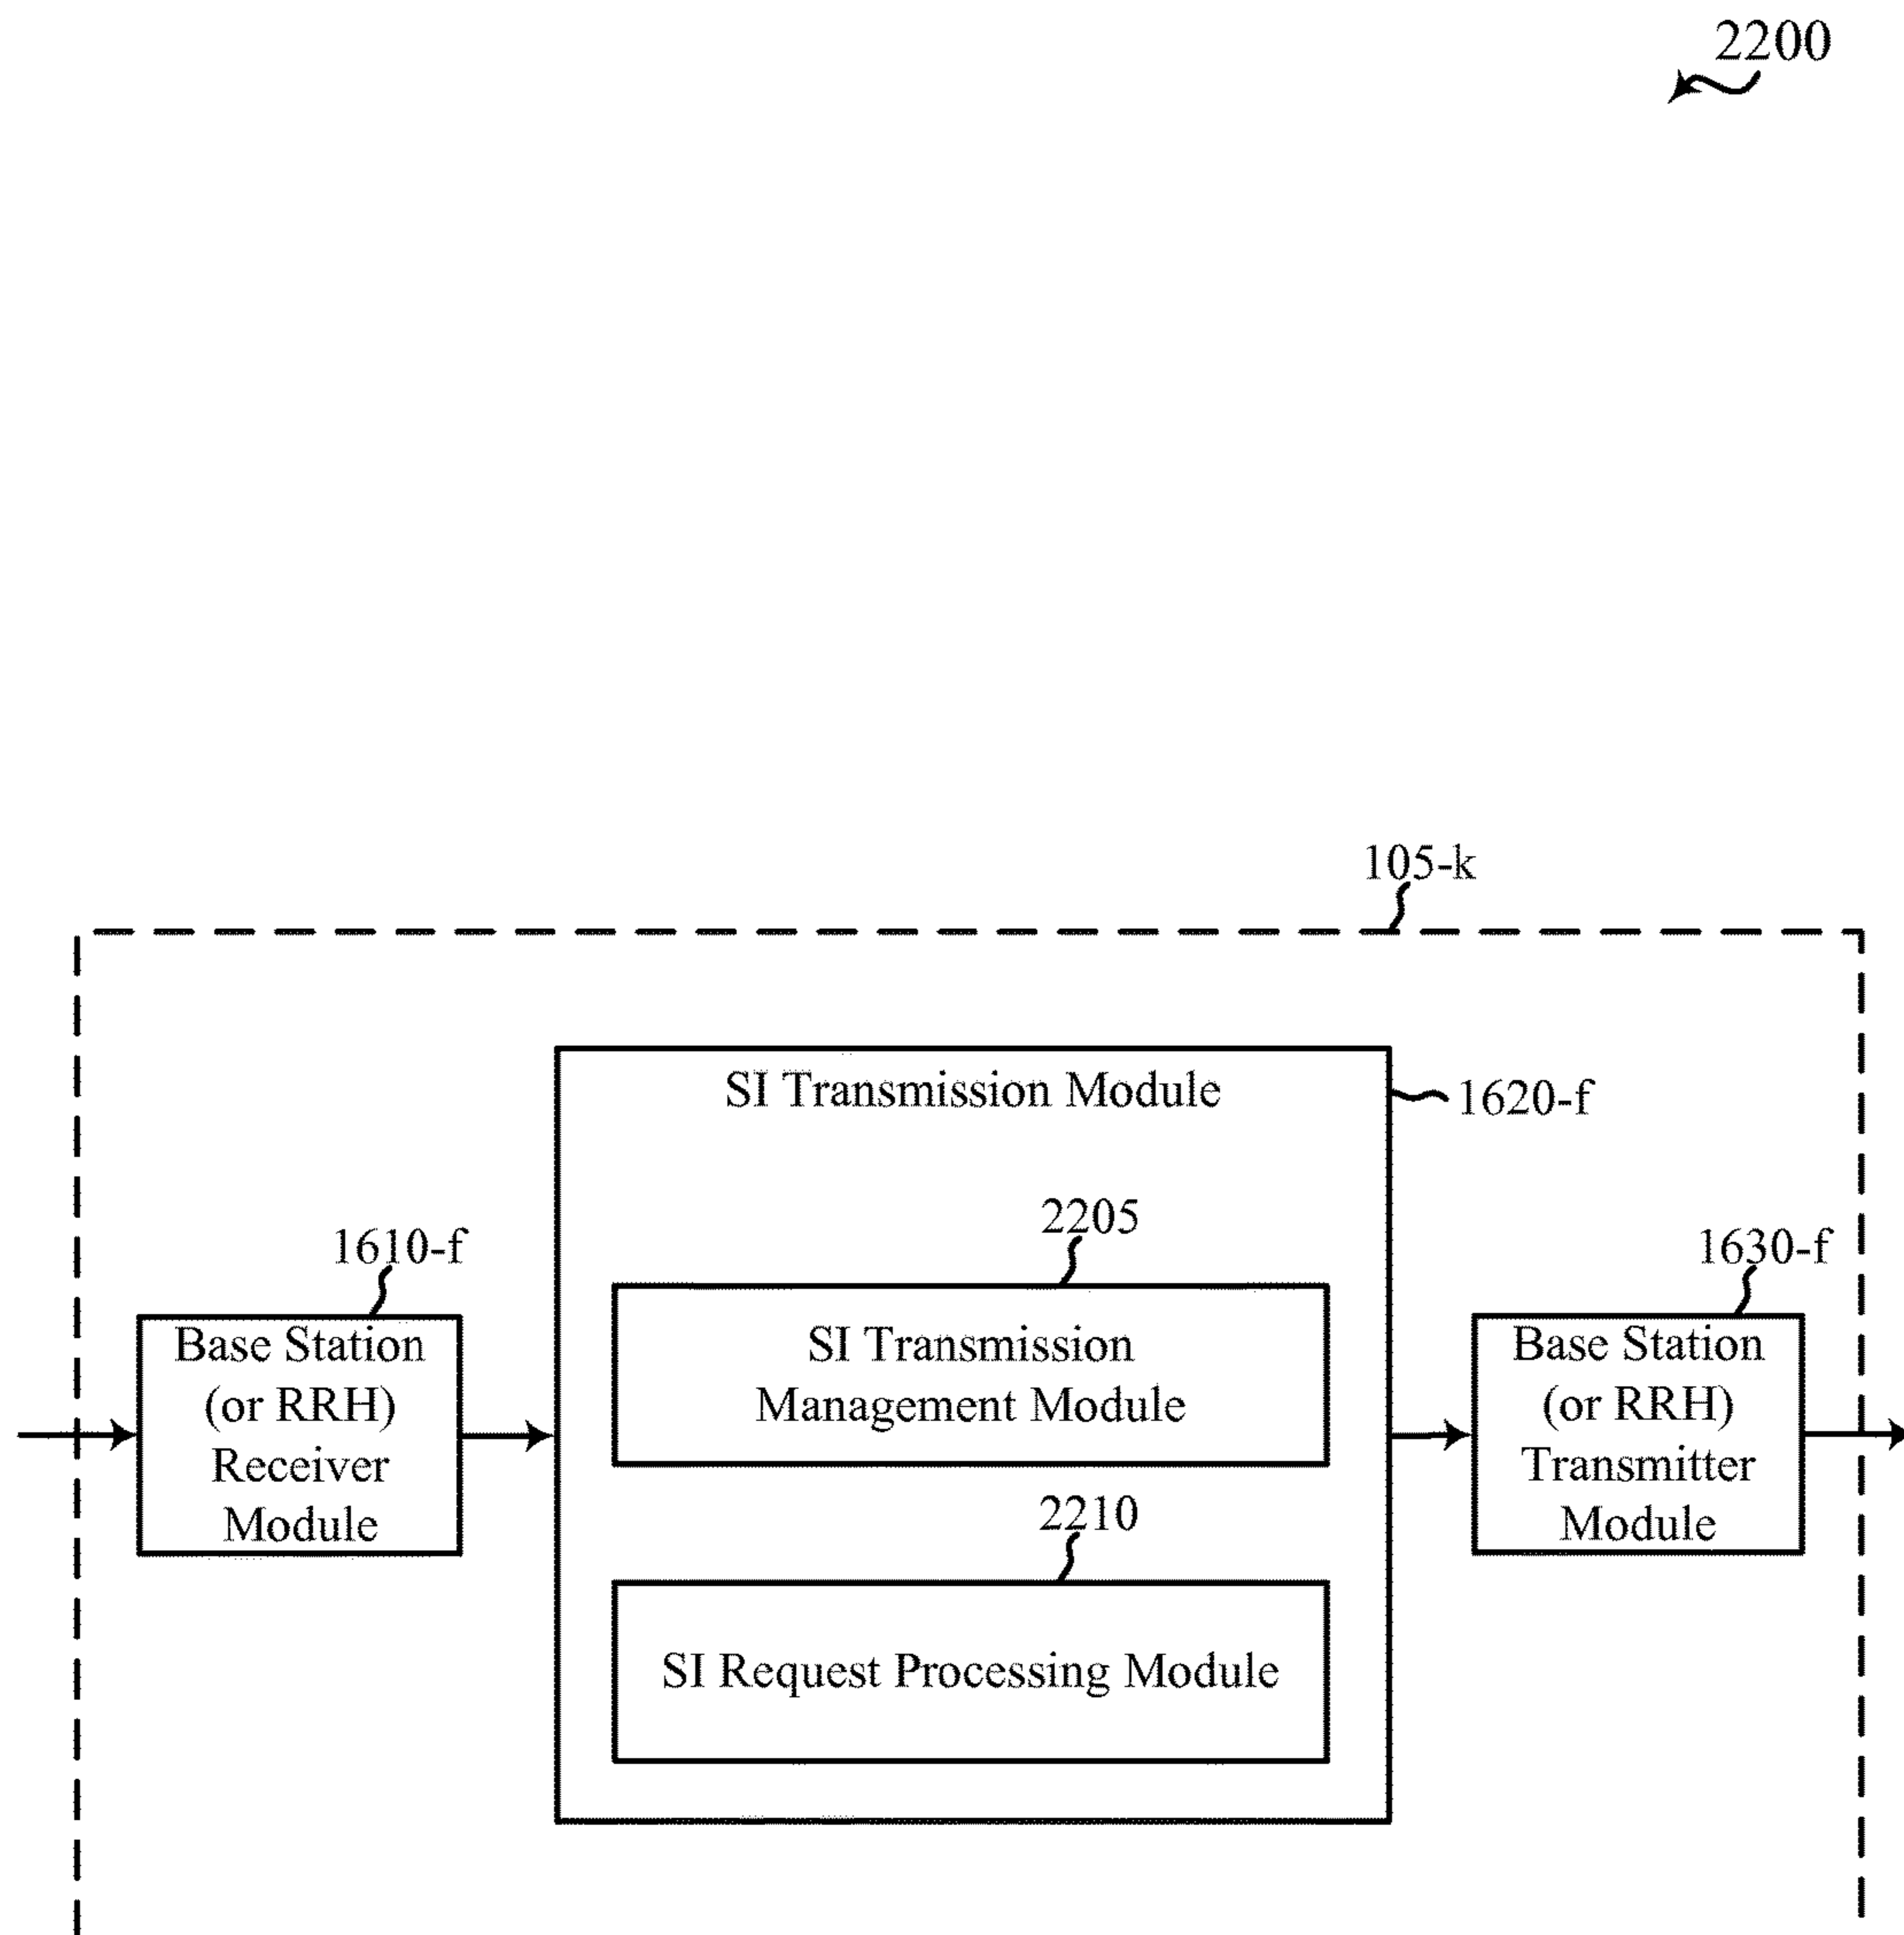 2200
105-k
SI Transmission Module
1620-f
2205
1610-f
1630-f
Base Station
(or RRH)
Receiver
Module
SI Transmission
Management Module
Base Station
(or RRH)
Transmitter
Module
2210
SI Request Processing Module